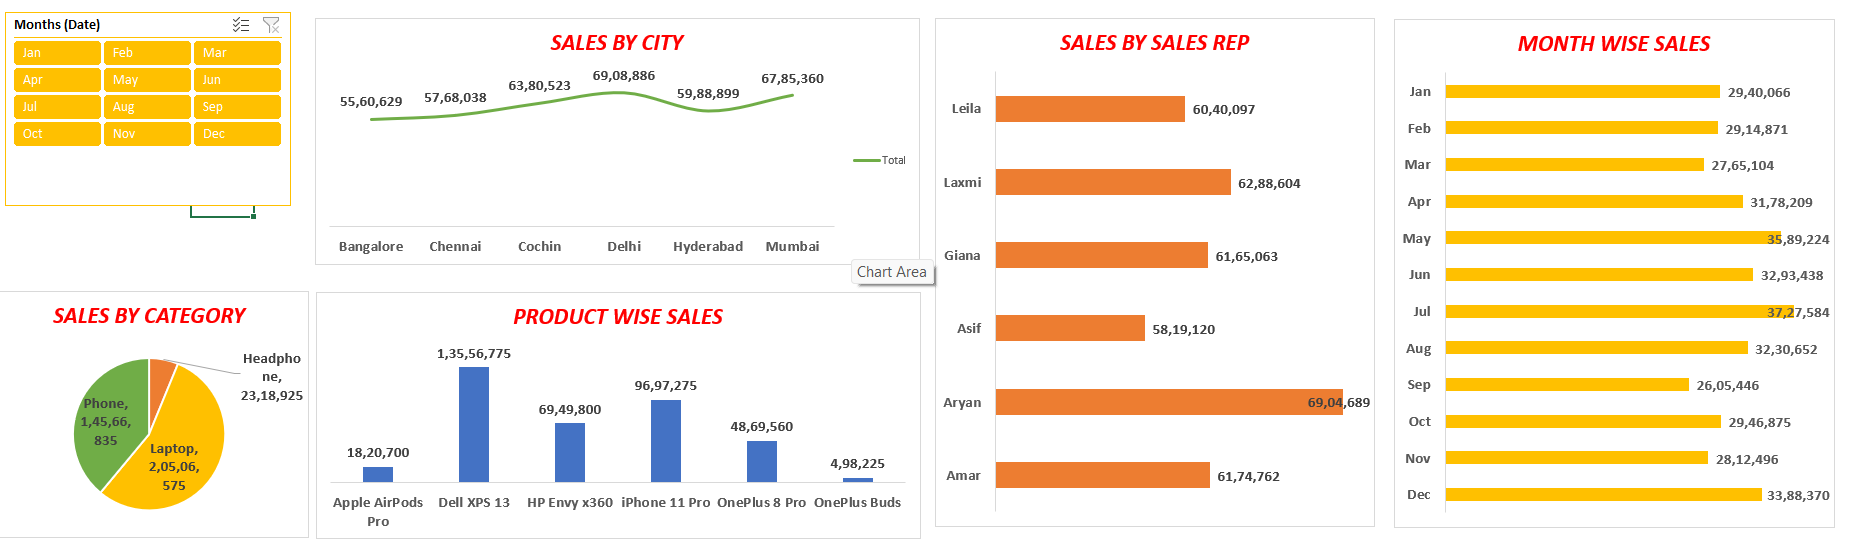 Months (Date)
Jan Feb Mar
Apr May Jun
Jul Aug Sep
Oct Nov Dec
SALES BY CITY
55,60,629 57,68,038 63,80,523 69,08,886 59,88,899 67,85,360
Total
Bangalore Chennai Cochin Delhi Hyderabad Mumbai
Chart Area
SALES BY CATEGORY
Headpho
ne,
23,18,925
Phone,
1,45,66,
835
Laptop,
2,05,06,
575
PRODUCT WISE SALES
18,20,700 1,35,56,775 69,49,800 96,97,275 48,69,560 4,98,225
Apple AirPods Dell XPS 13 HP Envy x360 iPhone 11 Pro OnePlus 8 Pro OnePlus Buds
Pro
SALES BY SALES REP
Leila 60,40,097
Laxmi 62,88,604
Giana 61,65,063
Asif 58,19,120
Aryan 69,04,689
Amar 61,74,762
MONTH WISE SALES
Jan 29,40,066
Feb 29,14,871
Mar 27,65,104
Apr 31,78,209
May 35,89,224
Jun 32,93,438
Jul 37,27,584
Aug 32,30,652
Sep 26,05,446
Oct 29,46,875
Nov 28,12,496
Dec 33,88,370